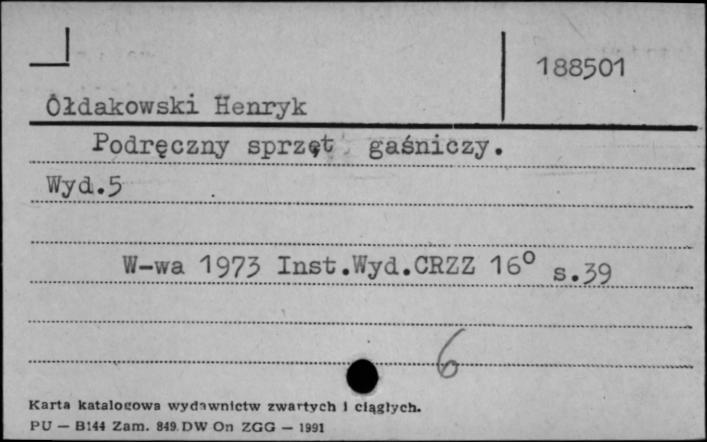 188501
Ołdakowski Henryk
Podręczny sprzęt gaśniczy.
Wyd.5
W-wa 1973 Inst.Wyd.CRZZ 16° s.39
6
Karta katalogowa wydawnictw zwartych i ciągłych.
PU — B144 Zam. 849 DW On ZGG — 1991